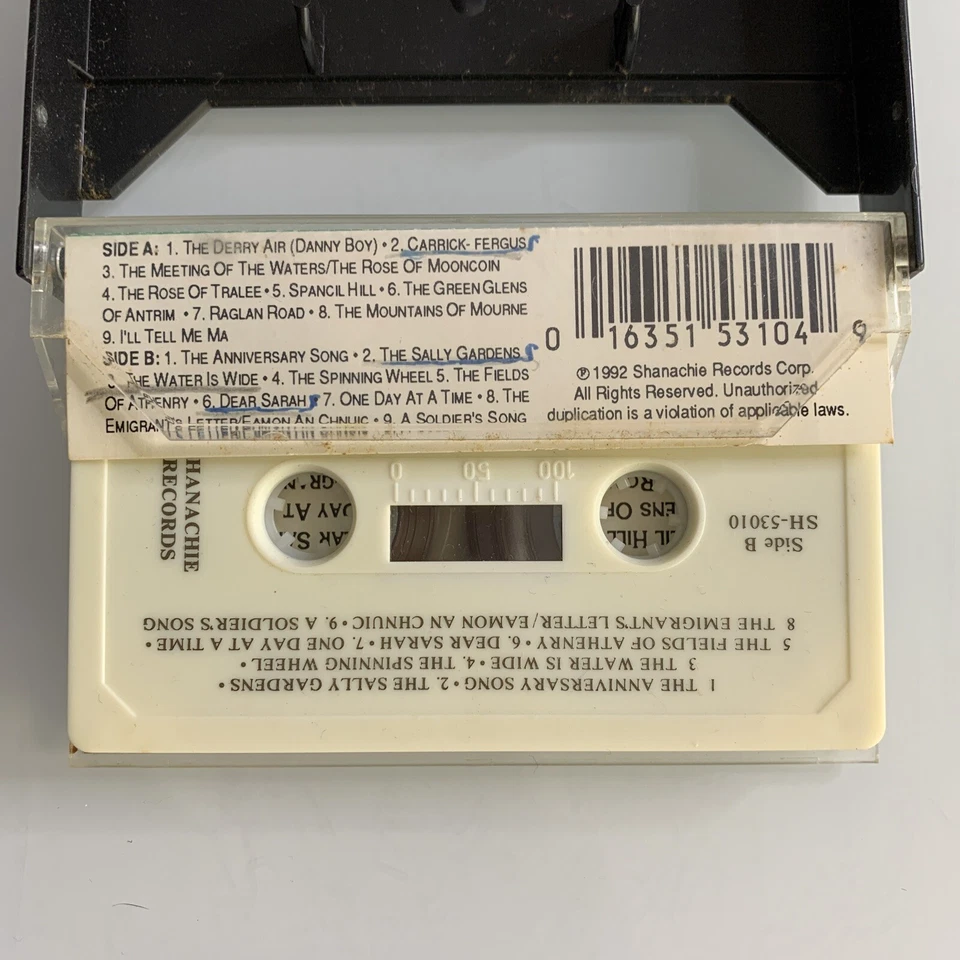 SIDE A: 1. THE DERRY AIR (DANNY BOY) • 2. CARRICK-FERGUS
3. THE MEETING OF THE WATERS/THE ROSE OF MOONCOIN
4. THE ROSE OF TRALEE • 5. SPANCIL HILL • 6. THE GREEN GLENS
OF ANTRIM • 7. RAGLAN ROAD • 8. THE MOUNTAINS OF MOURNE
9. I'LL TELL ME MA
SIDE B: 1. THE ANNIVERSARY SONG • 2. THE SALLY GARDENS
3. THE WATER IS WIDE • 4. THE SPINNING WHEEL 5. THE FIELDS
OF ATHENRY • 6. DEAR SARAH • 7. ONE DAY AT A TIME • 8. THE
EMIGRANT'S LETTER/EAMON AN CHNUIC • 9. A SOLDIER'S SONG
0 16351 53104 9
℗ 1992 Shanachie Records Corp.
All Rights Reserved. Unauthorized
duplication is a violation of applicable laws.
HANACHIE
RECORDS
0 50 100
Side B
SH-53010
1 THE ANNIVERSARY SONG • 2. THE SALLY GARDENS •
3 THE WATER IS WIDE • 4. THE SPINNING WHEEL •
5 THE FIELDS OF ATHENRY • 6. DEAR SARAH • 7. ONE DAY AT A TIME •
8 THE EMIGRANT'S LETTER/EAMON AN CHNUIC • 9. A SOLDIER'S SONG